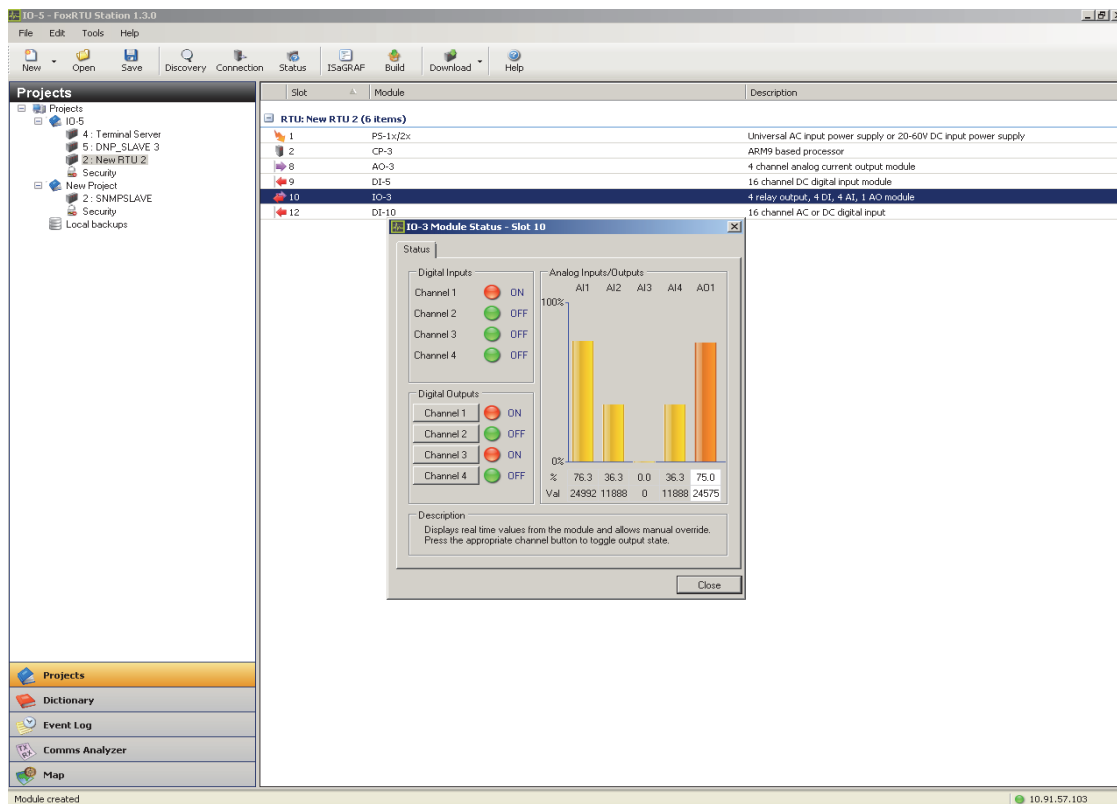 IO-5 - FoxRTU Station 1.3.0
File Edit Tools Help
New Open Save Discovery Connection Status ISaGRAF Build Download Help
Projects
Projects
IO-5
4 : Terminal Server
5 : DNP_SLAVE 3
2 : New RTU 2
Security
New Project
2 : SNMPSLAVE
Security
Local backups
Slot Module Description
RTU: New RTU 2 (6 items)
1 PS-1x/2x Universal AC input power supply or 20-60V DC input power supply
2 CP-3 ARM9 based processor
8 AO-3 4 channel analog current output module
9 DI-5 16 channel DC digital input module
10 IO-3 4 relay output, 4 DI, 4 AI, 1 AO module
12 DI-10 16 channel AC or DC digital input
IO-3 Module Status - Slot 10
Status
Digital Inputs
Channel 1 ON
Channel 2 OFF
Channel 3 OFF
Channel 4 OFF
Digital Outputs
Channel 1 ON
Channel 2 OFF
Channel 3 ON
Channel 4 OFF
Analog Inputs/Outputs
AI1 AI2 AI3 AI4 AO1
100%
0%
% 76.3 36.3 0.0 36.3 75.0
Val 24992 11888 0 11888 24575
Description
Displays real time values from the module and allows manual override.
Press the appropriate channel button to toggle output state.
Close
Projects
Dictionary
Event Log
TX RX
Comms Analyzer
Map
Module created
10.91.57.103